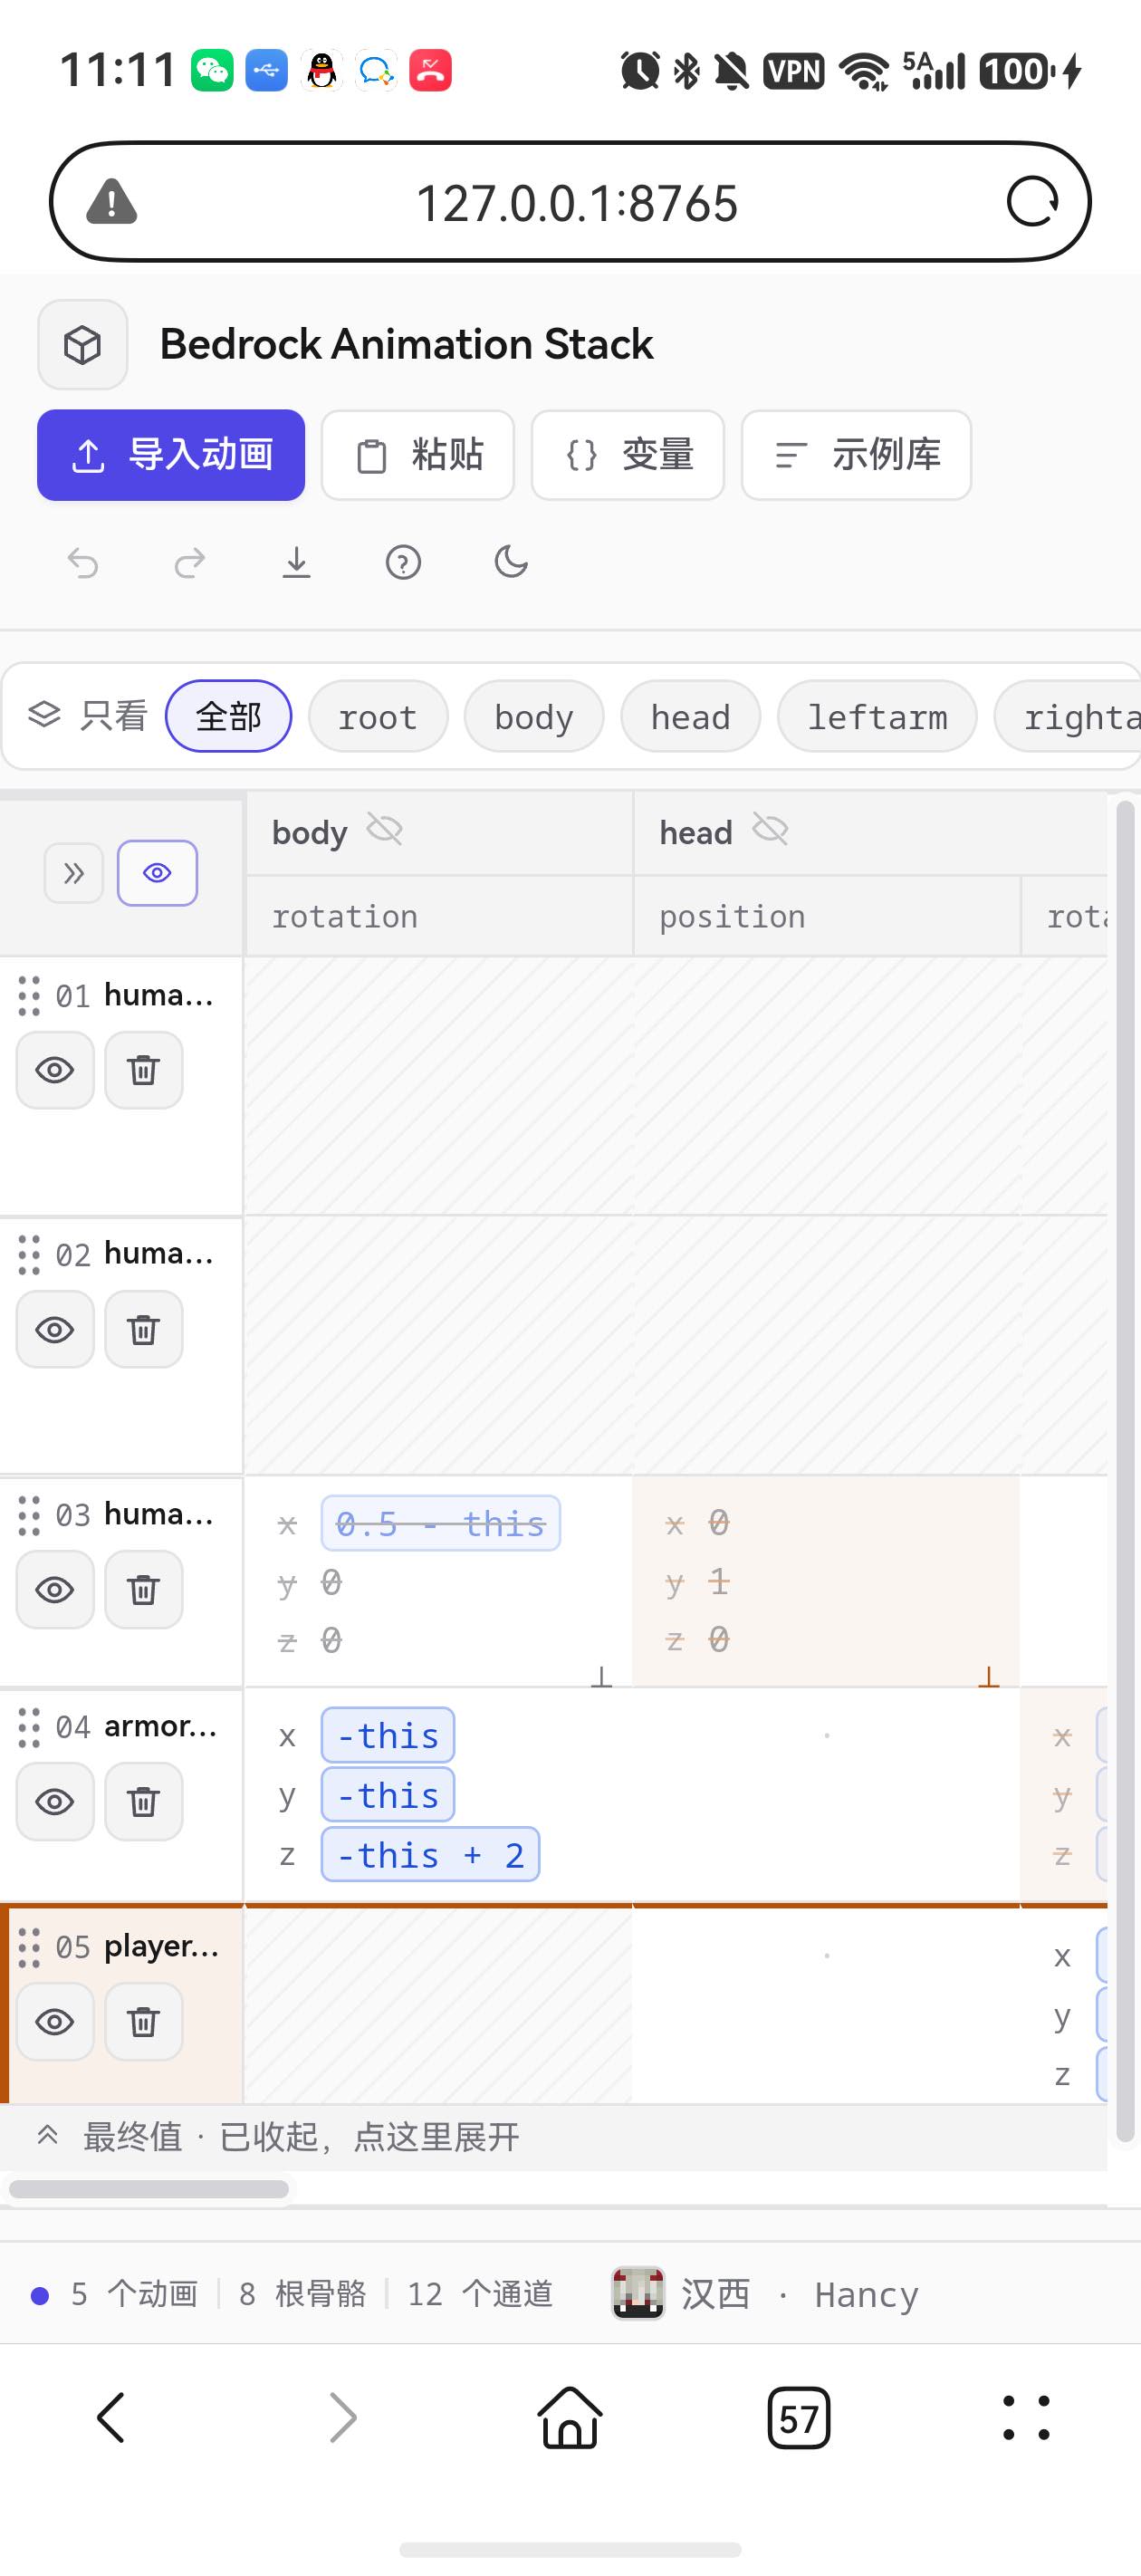 11:11 VPN 5A 100
127.0.0.1:8765
Bedrock Animation Stack
导入动画 粘贴 {} 变量 示例库
只看 全部 root body head leftarm righta
body head
rotation position rota
01 huma...
02 huma...
03 huma... x 0.5 - this x 0
y 0 y 1
z 0 z 0
04 armor... x -this x
y -this y
z -this + 2 z
05 player... x
y
z
最终值 · 已收起，点这里展开
5 个动画 8 根骨骼 12 个通道 汉西 · Hancy
57